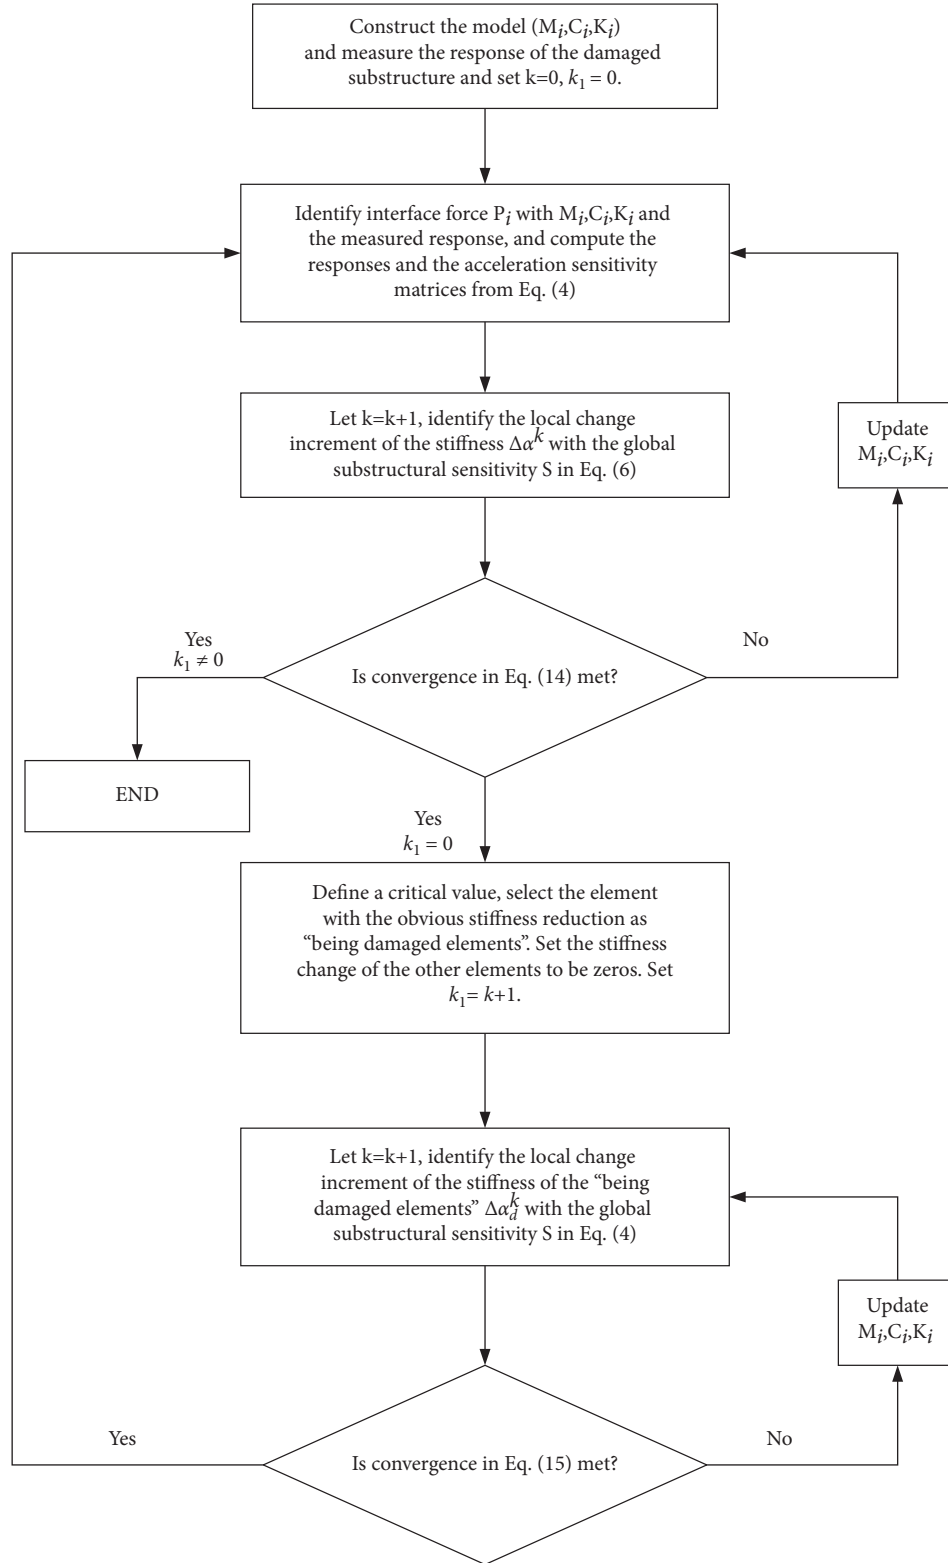 Construct the model (Mi,Ci,Ki)
and measure the response of the damaged
substructure and set k=0, k1 = 0.
Identify interface force Pi with Mi,Ci,Ki and
the measured response, and compute the
responses and the acceleration sensitivity
matrices from Eq. (4)
Let k=k+1, identify the local change
increment of the stiffness Δα^k with the global
substructural sensitivity S in Eq. (6)
Update
Mi,Ci,Ki
Yes
k1 ≠ 0
Is convergence in Eq. (14) met?
No
END
Yes
k1 = 0
Define a critical value, select the element
with the obvious stiffness reduction as
“being damaged elements”. Set the stiffness
change of the other elements to be zeros. Set
k1= k+1.
Let k=k+1, identify the local change
increment of the stiffness of the “being
damaged elements” Δα_d^k with the global
substructural sensitivity S in Eq. (4)
Update
Mi,Ci,Ki
Yes
Is convergence in Eq. (15) met?
No